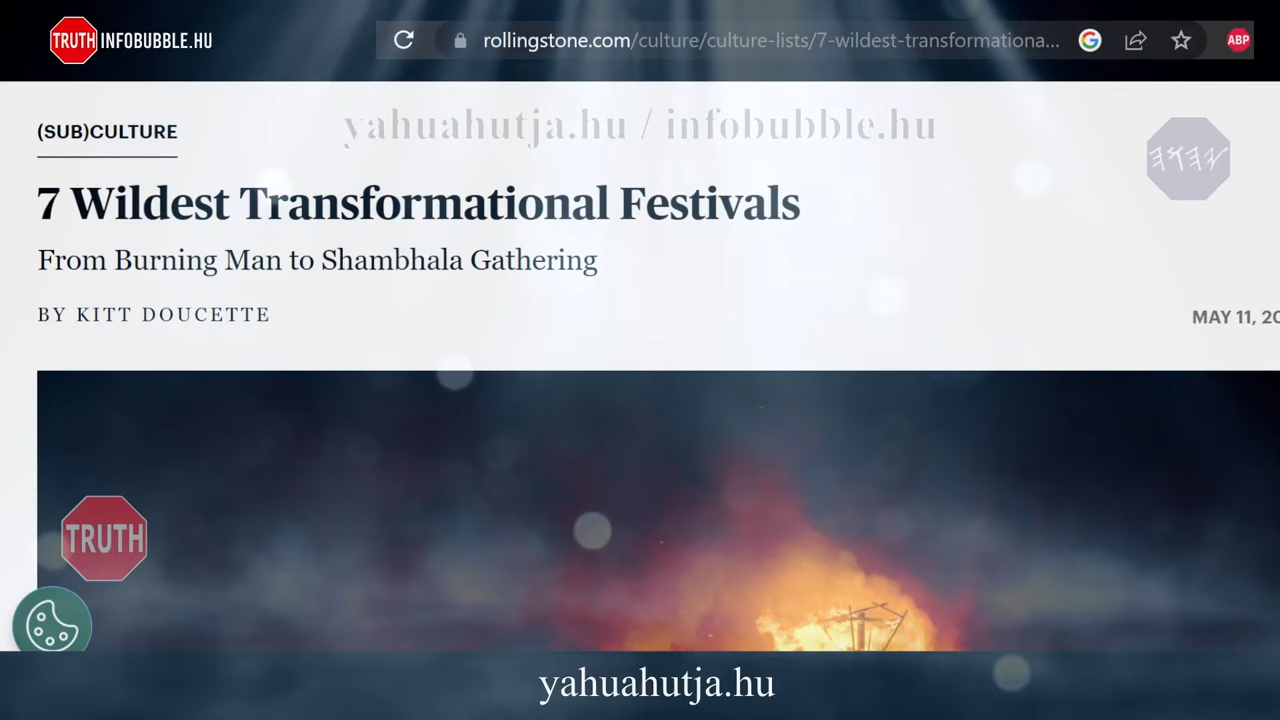 TRUTH INFOBUBBLE.HU
rollingstone.com/culture/culture-lists/7-wildest-transformationa...
ABP
(SUB)CULTURE
yahuahutja.hu / infobubble.hu
𐤉𐤄𐤅𐤄
7 Wildest Transformational Festivals
From Burning Man to Shambhala Gathering
BY KITT DOUCETTE
MAY 11, 20
TRUTH
yahuahutja.hu